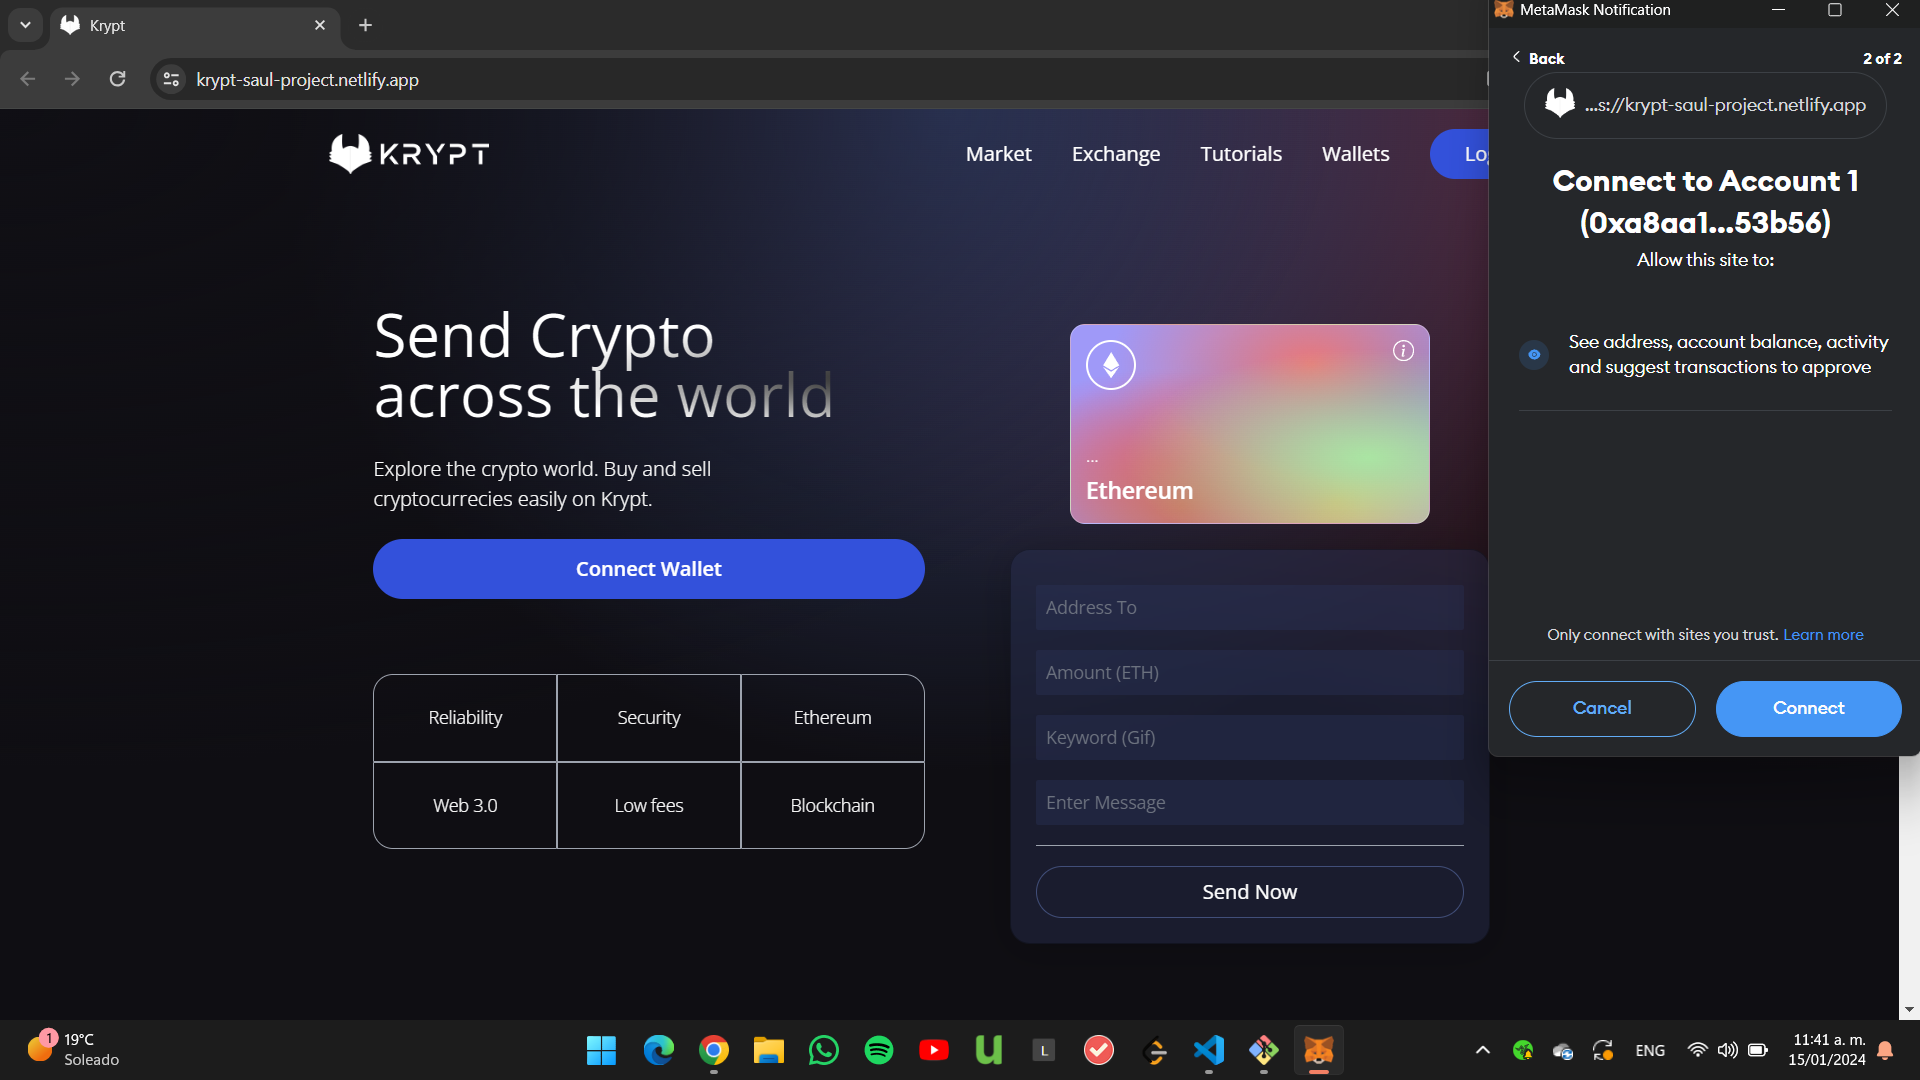 Krypt
krypt-saul-project.netlify.app
KRYPT
Market
Exchange
Tutorials
Wallets
Log
Send Crypto
across the world
Explore the crypto world. Buy and sell
cryptocurrecies easily on Krypt.
Connect Wallet
Reliability
Security
Ethereum
Web 3.0
Low fees
Blockchain
...
Ethereum
Address To
Amount (ETH)
Keyword (Gif)
Enter Message
Send Now
MetaMask Notification
Back
2 of 2
...s://krypt-saul-project.netlify.app
Connect to Account 1
(0xa8aa1...53b56)
Allow this site to:
See address, account balance, activity
and suggest transactions to approve
Only connect with sites you trust. Learn more
Cancel
Connect
1
19°C
Soleado
L
ENG
11:41 a. m.
15/01/2024